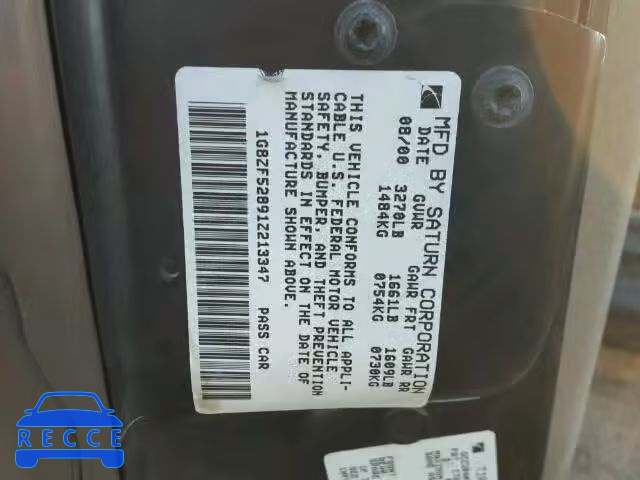 MFD BY SATURN CORPORATION
DATE GVWR GAWR FRT GAWR RR
08/00 3270LB 1661LB 1609LB
1484KG 0754KG 0730KG
THIS VEHICLE CONFORMS TO ALL APPLI-
CABLE U.S. FEDERAL MOTOR VEHICLE
SAFETY, BUMPER, AND THEFT PREVENTION
STANDARDS IN EFFECT ON THE DATE OF
MANUFACTURE SHOWN ABOVE.
1G8ZF52891Z213347 PASS CAR
RECCE